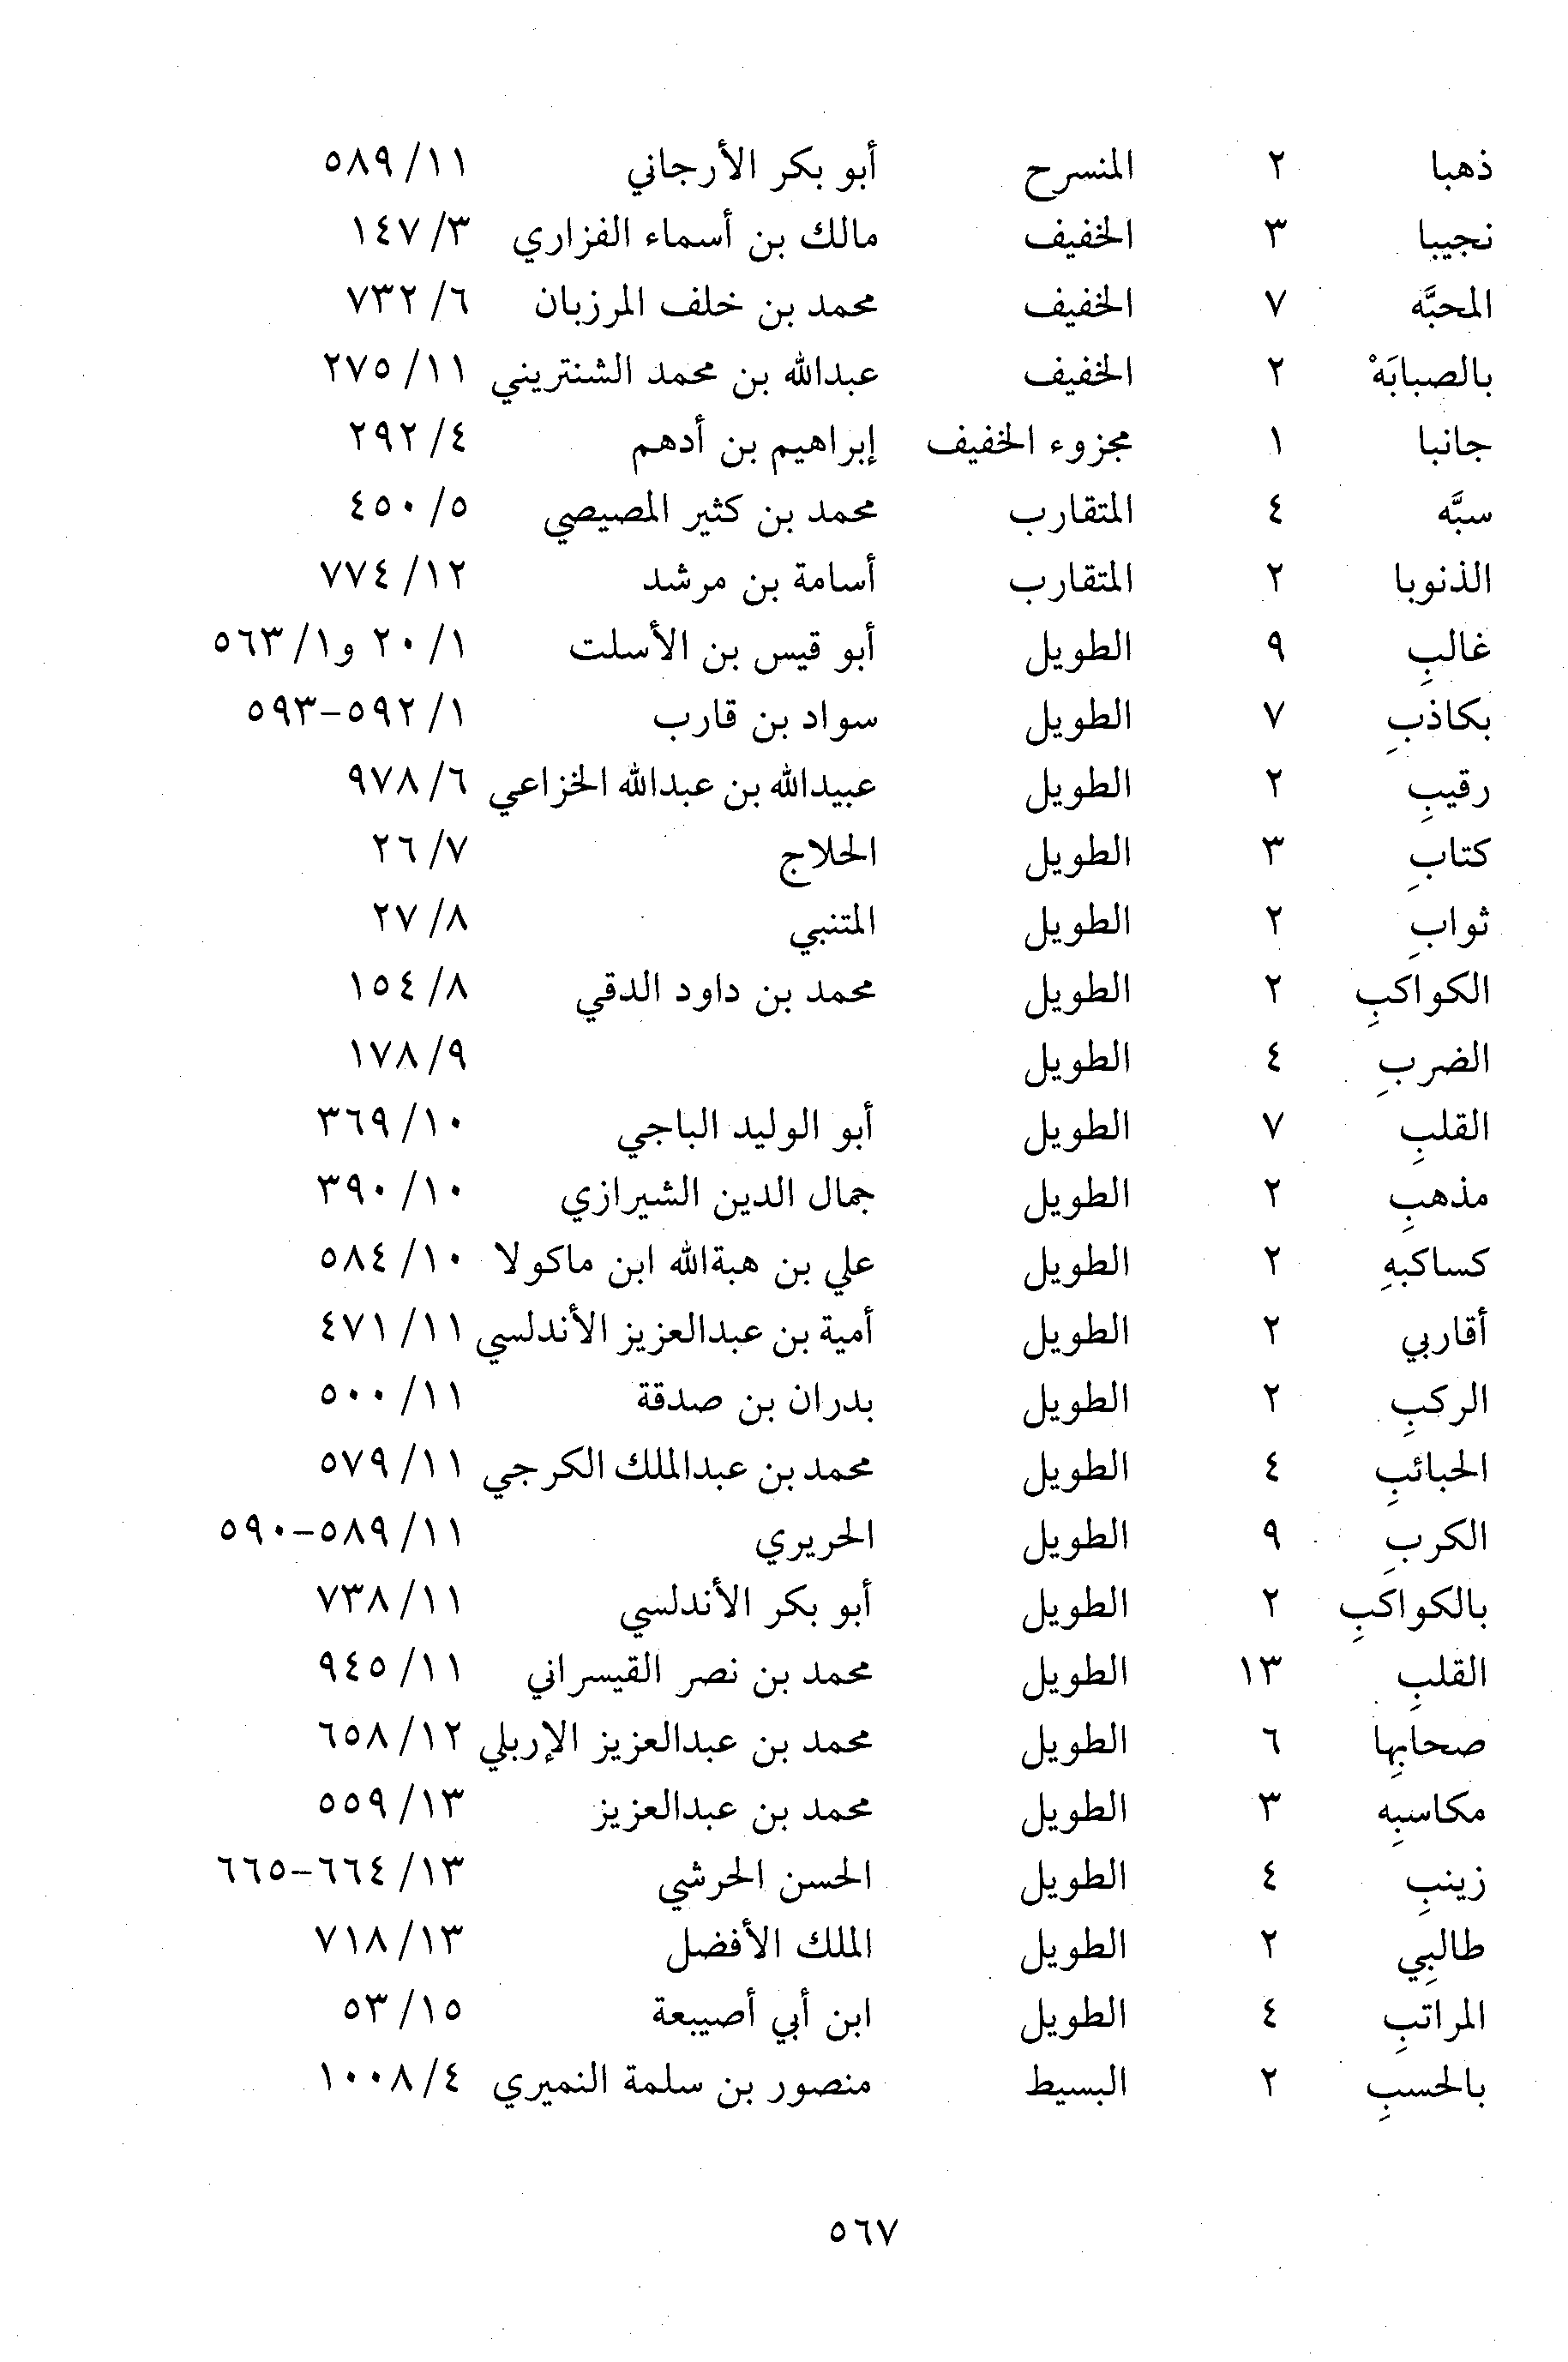 ذهبا ٢ المنسرح أبو بكر الأرجاني ١١/ ٥٨٩
نجيبا ٣ الخفيف مالك بن أسماء الفزاري ٣/ ١٤٧
المحبَّه ٧ الخفيف محمد بن خلف المرزبان ٦/ ٧٣٢
بالصبابَهْ ٢ الخفيف عبدالله بن محمد الشنتريني ١١/ ٢٧٥
جانبا ١ مجزوء الخفيف إبراهيم بن أدهم ٤/ ٢٩٢
سبَّه ٤ المتقارب محمد بن كثير المصيصي ٥/ ٤٥٠
الذنوبا ٢ المتقارب أسامة بن مرشد ١٢/ ٧٧٤
غالبِ ٩ الطويل أبو قيس بن الأسلت ١/ ٢٠ و١/ ٥٦٣
بكاذبِ ٧ الطويل سواد بن قارب ١/ ٥٩٢-٥٩٣
رقيبِ ٢ الطويل عبيدالله بن عبدالله الخزاعي ٦/ ٩٧٨
كتابِ ٣ الطويل الحلاج ٧/ ٢٦
ثوابِ ٢ الطويل المتنبي ٨/ ٢٧
الكواكبِ ٢ الطويل محمد بن داود الدقي ٨/ ١٥٤
الضربِ ٤ الطويل ٩/ ١٧٨
القلبِ ٧ الطويل أبو الوليد الباجي ١٠/ ٣٦٩
مذهبِ ٢ الطويل جمال الدين الشيرازي ١٠/ ٣٩٠
كساكبهِ ٢ الطويل علي بن هبةالله ابن ماكولا ١٠/ ٥٨٤
أقاربي ٢ الطويل أمية بن عبدالعزيز الأندلسي ١١/ ٤٧١
الركبِ ٢ الطويل بدران بن صدقة ١١/ ٥٠٠
الحبائبِ ٤ الطويل محمد بن عبدالملك الكرجي ١١/ ٥٧٩
الكربِ ٩ الطويل الحريري ١١/ ٥٨٩-٥٩٠
بالكواكبِ ٢ الطويل أبو بكر الأندلسي ١١/ ٧٣٨
القلبِ ١٣ الطويل محمد بن نصر القيسراني ١١/ ٩٤٥
صحابِها ٦ الطويل محمد بن عبدالعزيز الإربلي ١٢/ ٦٥٨
مكاسبِه ٣ الطويل محمد بن عبدالعزيز ١٣/ ٥٥٩
زينبِ ٤ الطويل الحسن الحرشي ١٣/ ٦٦٤-٦٦٥
طالبِي ٢ الطويل الملك الأفضل ١٣/ ٧١٨
المراتبِ ٤ الطويل ابن أبي أصيبعة ١٥/ ٥٣
بالحسبِ ٢ البسيط منصور بن سلمة النميري ٤/ ١٠٠٨
٥٦٧